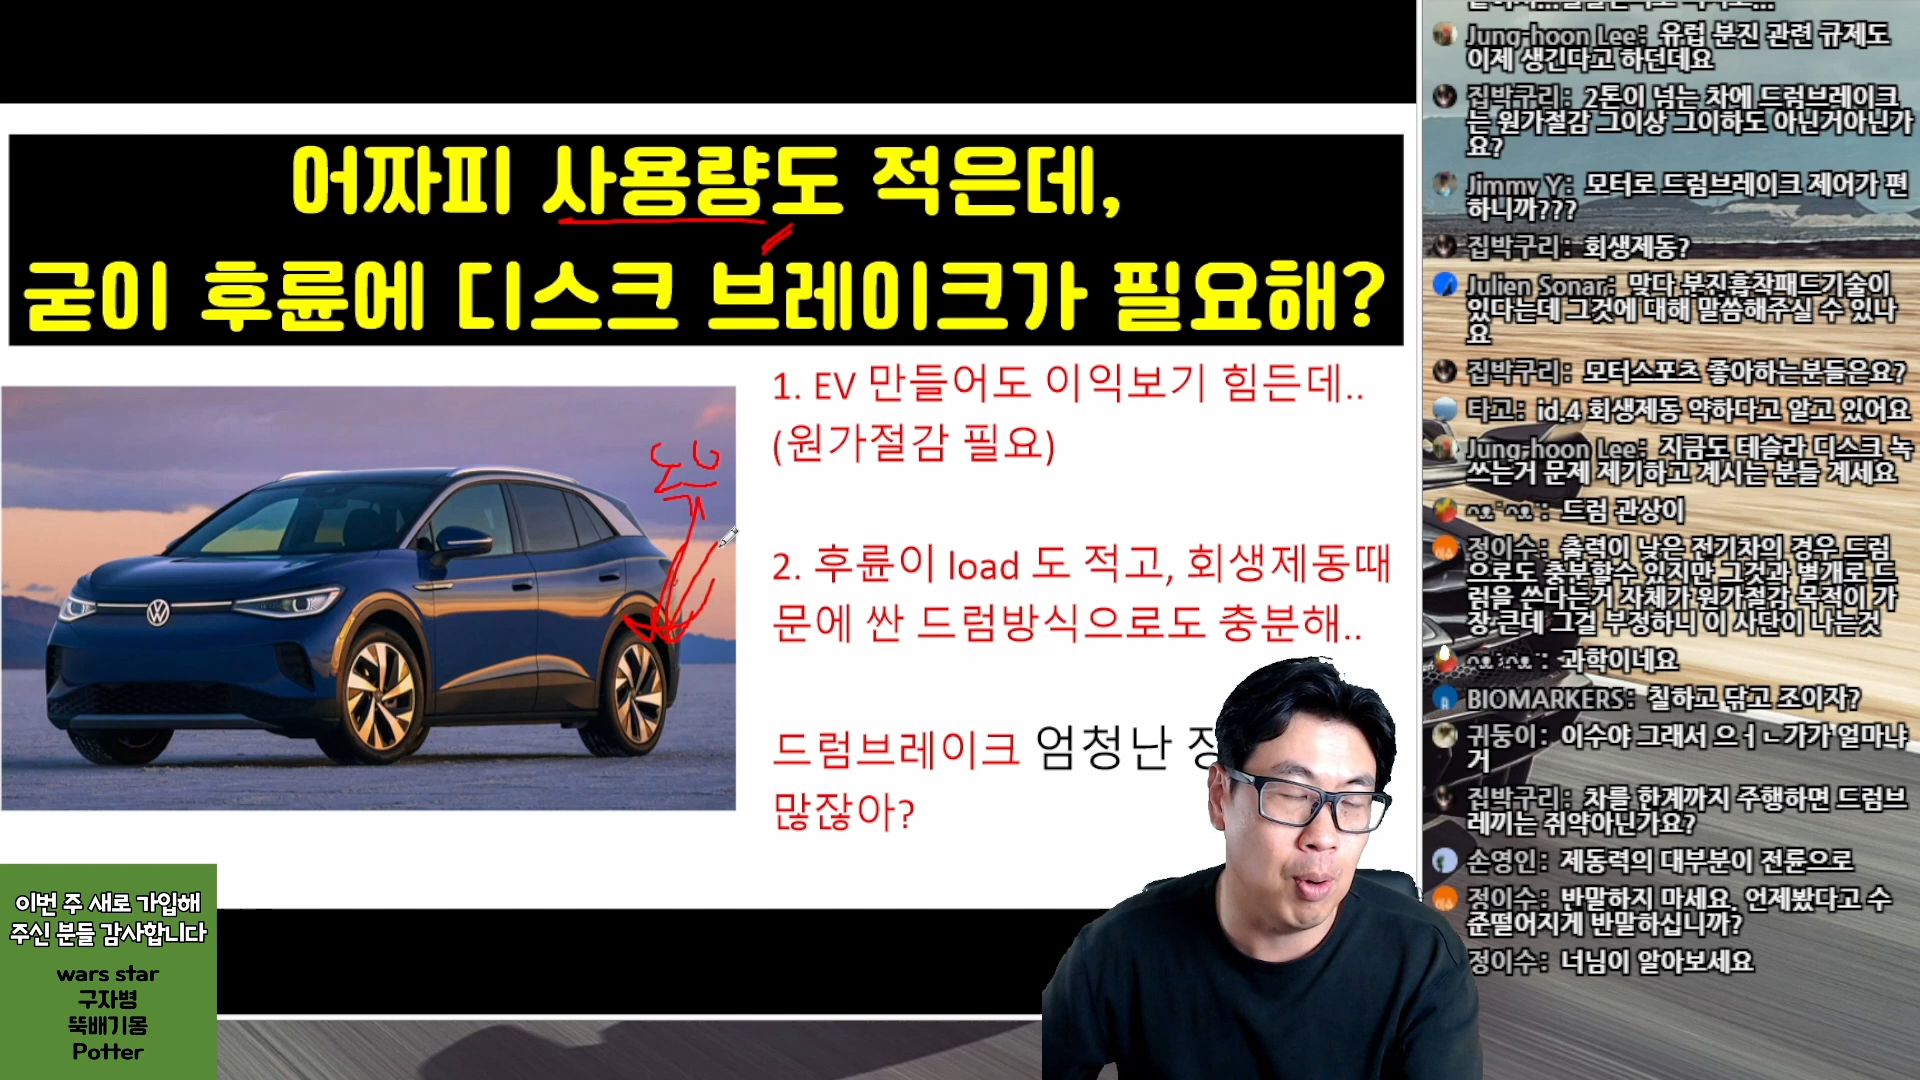 어짜피 사용량도 적은데,
굳이 후륜에 디스크 브레이크가 필요해?
1. EV 만들어도 이익보기 힘든데..
(원가절감 필요)
2. 후륜이 load 도 적고, 회생제동때
문에 싼 드럼방식으로도 충분해..
드럼브레이크 엄청난
많잖아?
녹
이번 주 새로 가입해
주신 분들 감사합니다
wars star
구자병
뚝배기몽
Potter
Jung-hoon Lee: 유럽 분진 관련 규제도
이제 생긴다고 하던데요
집박구리: 2톤이 넘는 차에 드럼브레이크
는 원가절감 그이상 그이하도 아닌거아닌가
요?
Jimmy Y: 모터로 드럼브레이크 제어가 편
하니까???
집박구리: 회생제동?
Julien Sonar: 맞다 부진흡착패드기술이
있다는데 그것에 대해 말씀해주실 수 있나
요
집박구리: 모터스포츠 좋아하는분들은요?
타고: id.4 회생제동 약하다고 알고 있어요
Jung-hoon Lee: 지금도 테슬라 디스크 녹
쓰는거 문제 제기하고 계시는 분들 계세요
드럼 관상이
정이수: 출력이 낮은 전기차의 경우 드럼
으로도 충분할수 있지만 그것과 별개로 드
럼을 쓴다는거 자체가 원가절감 목적이 가
장 큰데 그걸 부정하니 이 사단이 나는것
과학이네요
BIOMARKERS: 칠하고 닦고 조이자?
귀둥이: 이수야 그래서 으ㅓㄴ가가 얼마냐
거
집박구리: 차를 한계까지 주행하면 드럼브
레끼는 쥐약아닌가요?
손영인: 제동력의 대부분이 전륜으로
정이수: 반말하지 마세요. 언제봤다고 수
준떨어지게 반말하십니까?
정이수: 너님이 알아보세요